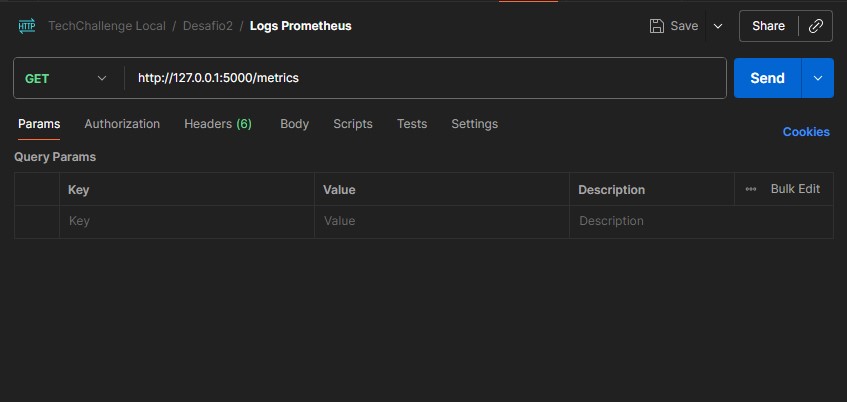 HTTP TechChallenge Local / Desafio2 / Logs Prometheus Save Share
GET http://127.0.0.1:5000/metrics Send
Params Authorization Headers (6) Body Scripts Tests Settings Cookies
Query Params
Key Value Description ••• Bulk Edit
Key Value Description